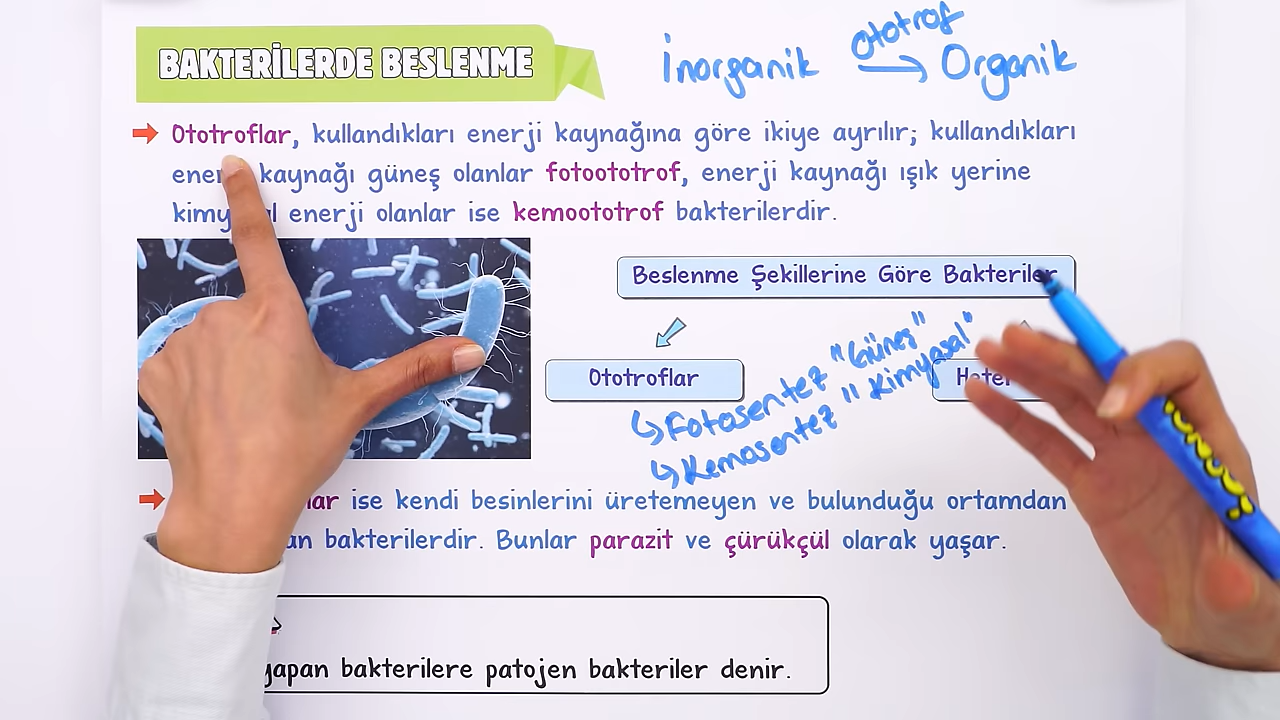 BAKTERİLERDE BESLENME
İnorganik ototrof Organik
Ototroflar, kullandıkları enerji kaynağına göre ikiye ayrılır; kullandıkları
kaynağı güneş olanlar fotoototrof, enerji kaynağı ışık yerine
enerji olanlar ise kemoototrof bakterilerdir.
Beslenme Şekillerine Göre Bakteriler
Ototroflar
Fotosentez "Güneş"
Kemosentez "Kimyasal"
ise kendi besinlerini üretemeyen ve bulunduğu ortamdan
bakterilerdir. Bunlar parazit ve çürükçül olarak yaşar.
yapan bakterilere patojen bakteriler denir.